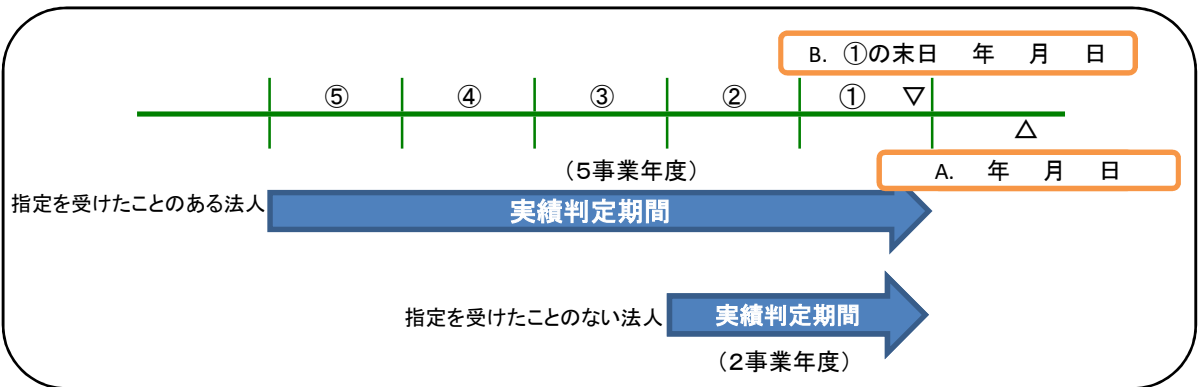 B. ①の末日 年 月 日
⑤ ④ ③ ② ① ▽
△
(5事業年度)
A. 年 月 日
指定を受けたことのある法人
実績判定期間
指定を受けたことのない法人
実績判定期間
(2事業年度)